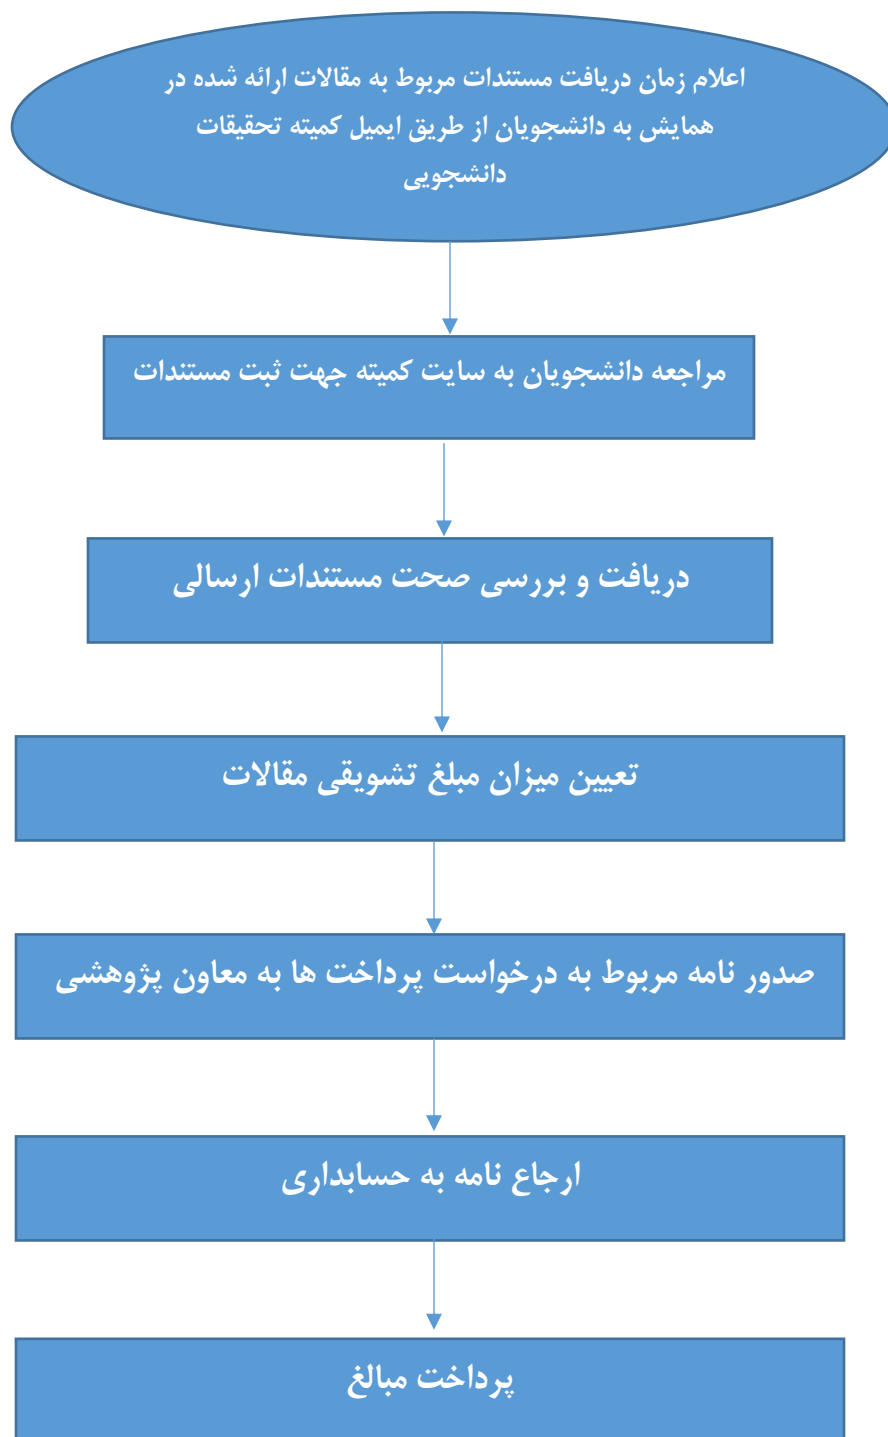 اعلام زمان دریافت مستندات مربوط به مقالات ارائه شده در
همایش به دانشجویان از طریق ایمیل کمیته تحقیقات
دانشجویی
مراجعه دانشجویان به سایت کمیته جهت ثبت مستندات
دریافت و بررسی صحت مستندات ارسالی
تعیین میزان مبلغ تشویقی مقالات
صدور نامه مربوط به درخواست پرداخت ها به معاون پژوهشی
ارجاع نامه به حسابداری
پرداخت مبالغ